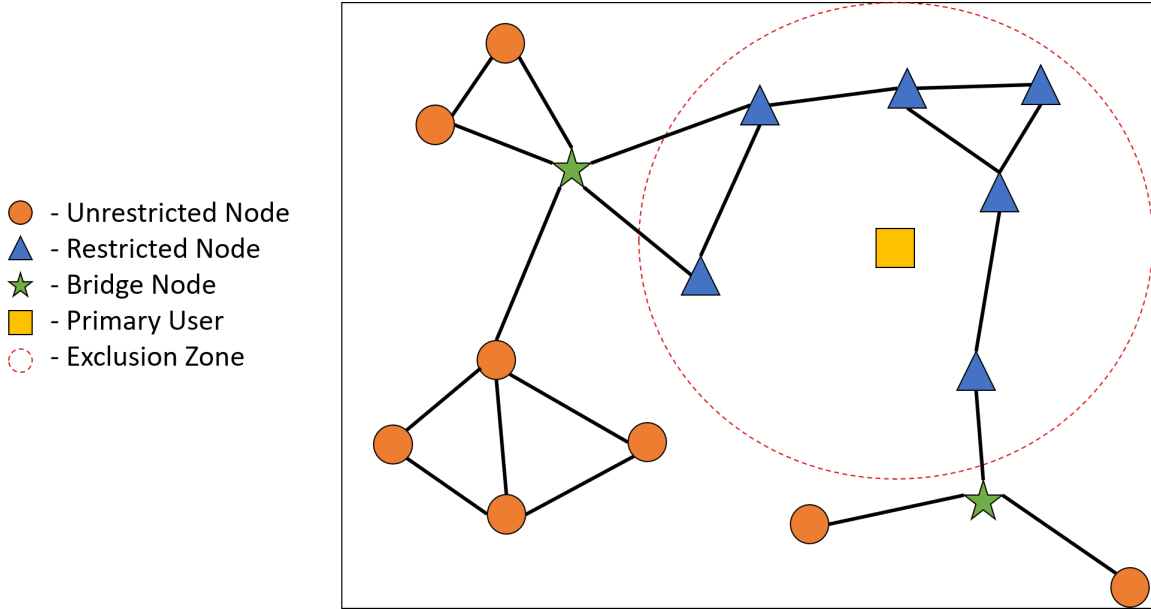 - Unrestricted Node
- Restricted Node
- Bridge Node
- Primary User
- Exclusion Zone